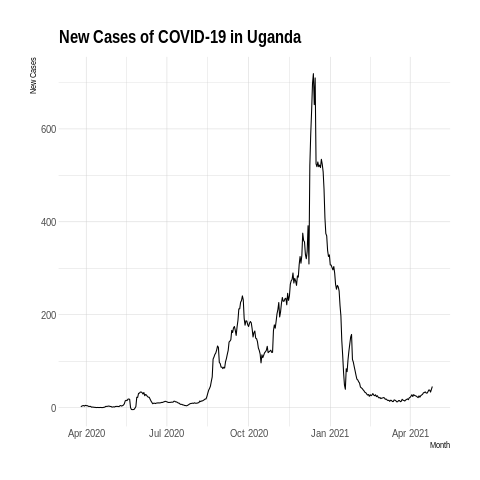 New Cases of COVID-19 in Uganda
New Cases
600
400
200
0
Apr 2020 Jul 2020 Oct 2020 Jan 2021 Apr 2021
Month